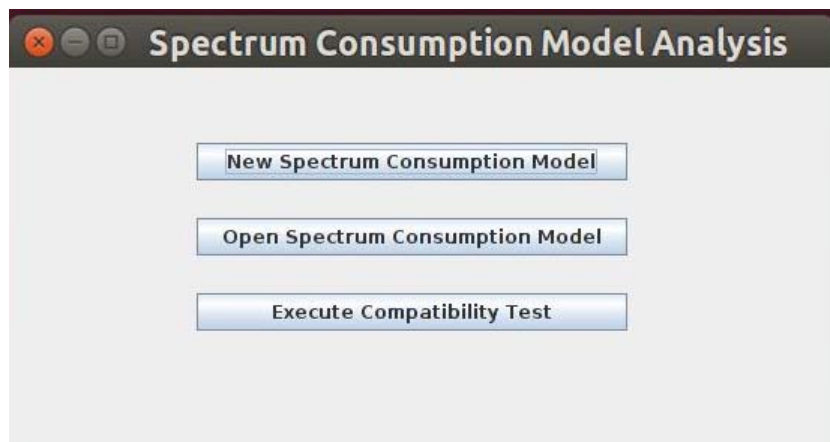 Spectrum Consumption Model Analysis
New Spectrum Consumption Model
Open Spectrum Consumption Model
Execute Compatibility Test